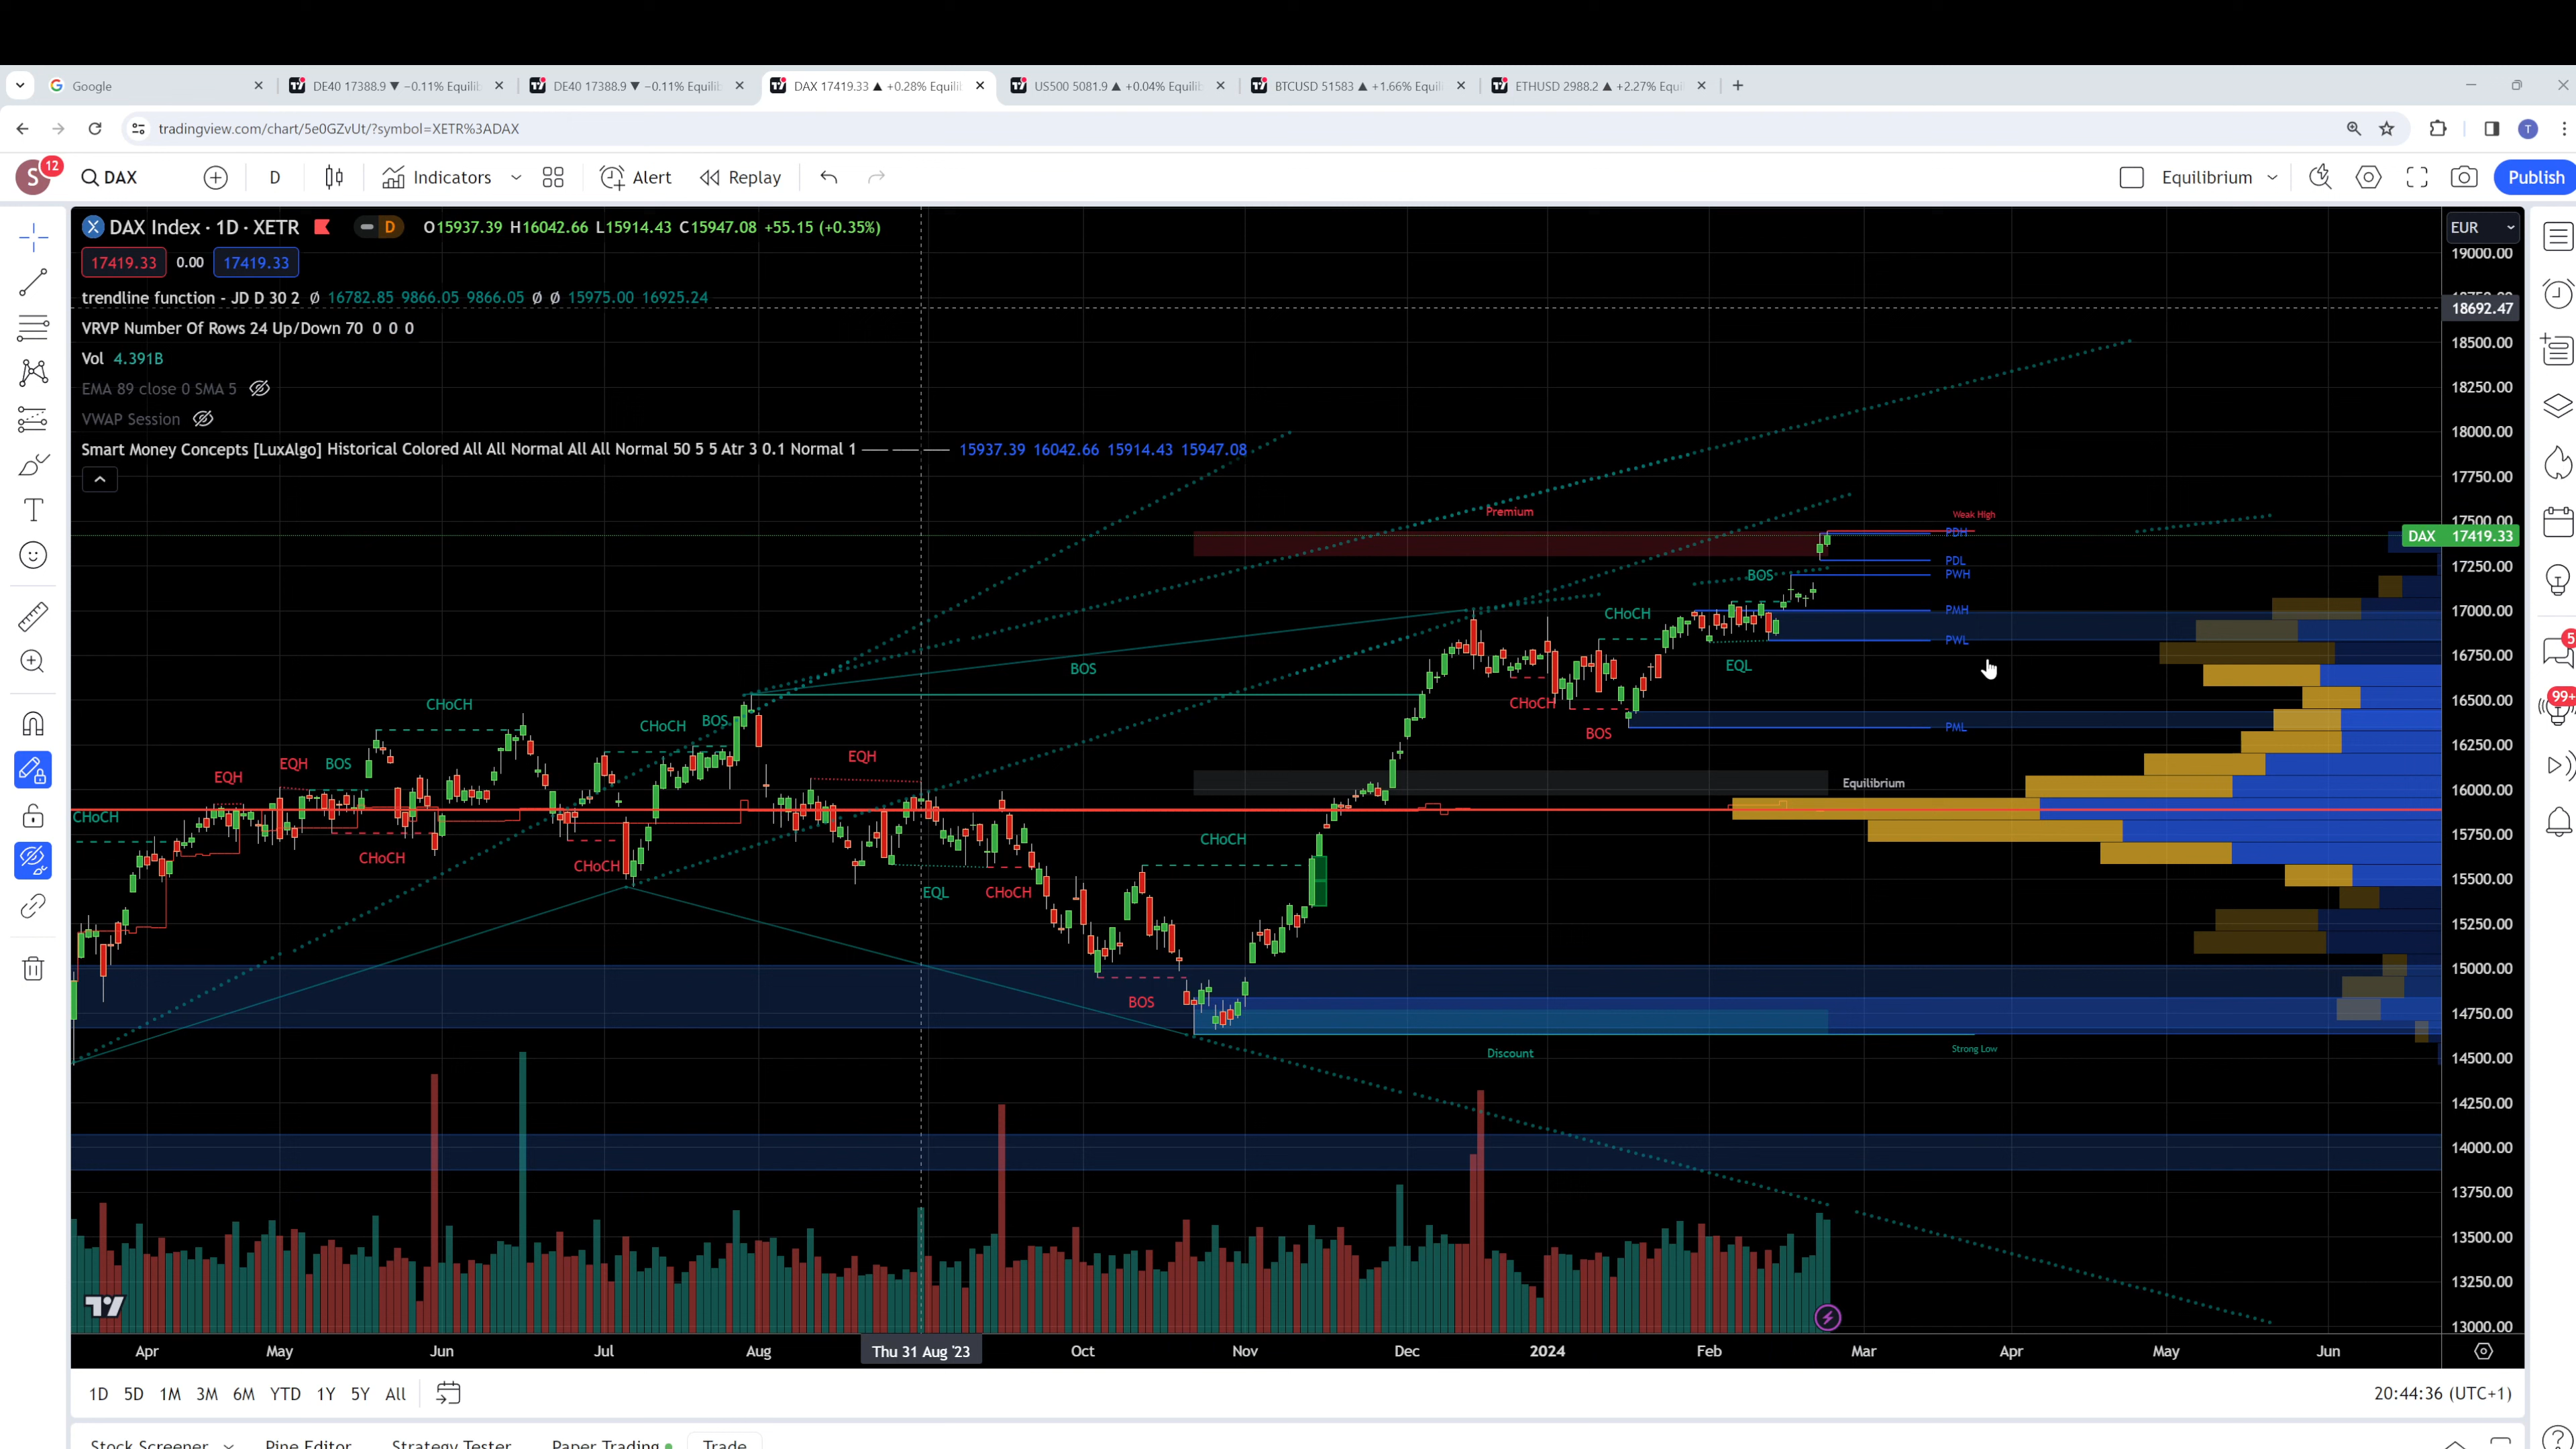 Google
DE40 17388.9 ▼ −0.11% Equilib
DE40 17388.9 ▼ −0.11% Equilib
DAX 17419.33 ▲ +0.28% Equilib
US500 5081.9 ▲ +0.04% Equilib
BTCUSD 51583 ▲ +1.66% Equil
ETHUSD 2988.2 ▲ +2.27% Equi
tradingview.com/chart/5e0GZvUt/?symbol=XETR%3ADAX
T
S
12
DAX
D
Indicators
Alert
Replay
Equilibrium
Publish
DAX Index · 1D · XETR
D
O15937.39 H16042.66 L15914.43 C15947.08 +55.15 (+0.35%)
EUR
17419.33 0.00 17419.33
trendline function - JD D 30 2 Ø 16782.85 9866.05 9866.05 Ø Ø 15975.00 16925.24
VRVP Number Of Rows 24 Up/Down 70 0 0 0
Vol 4.391B
EMA 89 close 0 SMA 5
VWAP Session
Smart Money Concepts [LuxAlgo] Historical Colored All All Normal All All Normal 50 5 5 Atr 3 0.1 Normal 1 15937.39 16042.66 15914.43 15947.08
19000.00
18692.47
18500.00
18250.00
18000.00
17750.00
17500.00
DAX 17419.33
17250.00
17000.00
16750.00
16500.00
16250.00
16000.00
15750.00
15500.00
15250.00
15000.00
14750.00
14500.00
14250.00
14000.00
13750.00
13500.00
13250.00
13000.00
Premium
Weak High
PDH
PDL
BOS
PWH
CHoCH
PMH
PWL
BOS
EQL
CHoCH
CHoCH
CHoCH
BOS
BOS
PML
EQH
EQH
BOS
EQH
Equilibrium
CHoCH
CHoCH
CHoCH
CHoCH
EQL
CHoCH
BOS
Discount
Strong Low
5
99+
Apr
May
Jun
Jul
Aug
Thu 31 Aug '23
Oct
Nov
Dec
2024
Feb
Mar
Apr
May
Jun
1D
5D
1M
3M
6M
YTD
1Y
5Y
All
20:44:36 (UTC+1)
Stock Screener
Pine Editor
Strategy Tester
Paper Trading
Trade